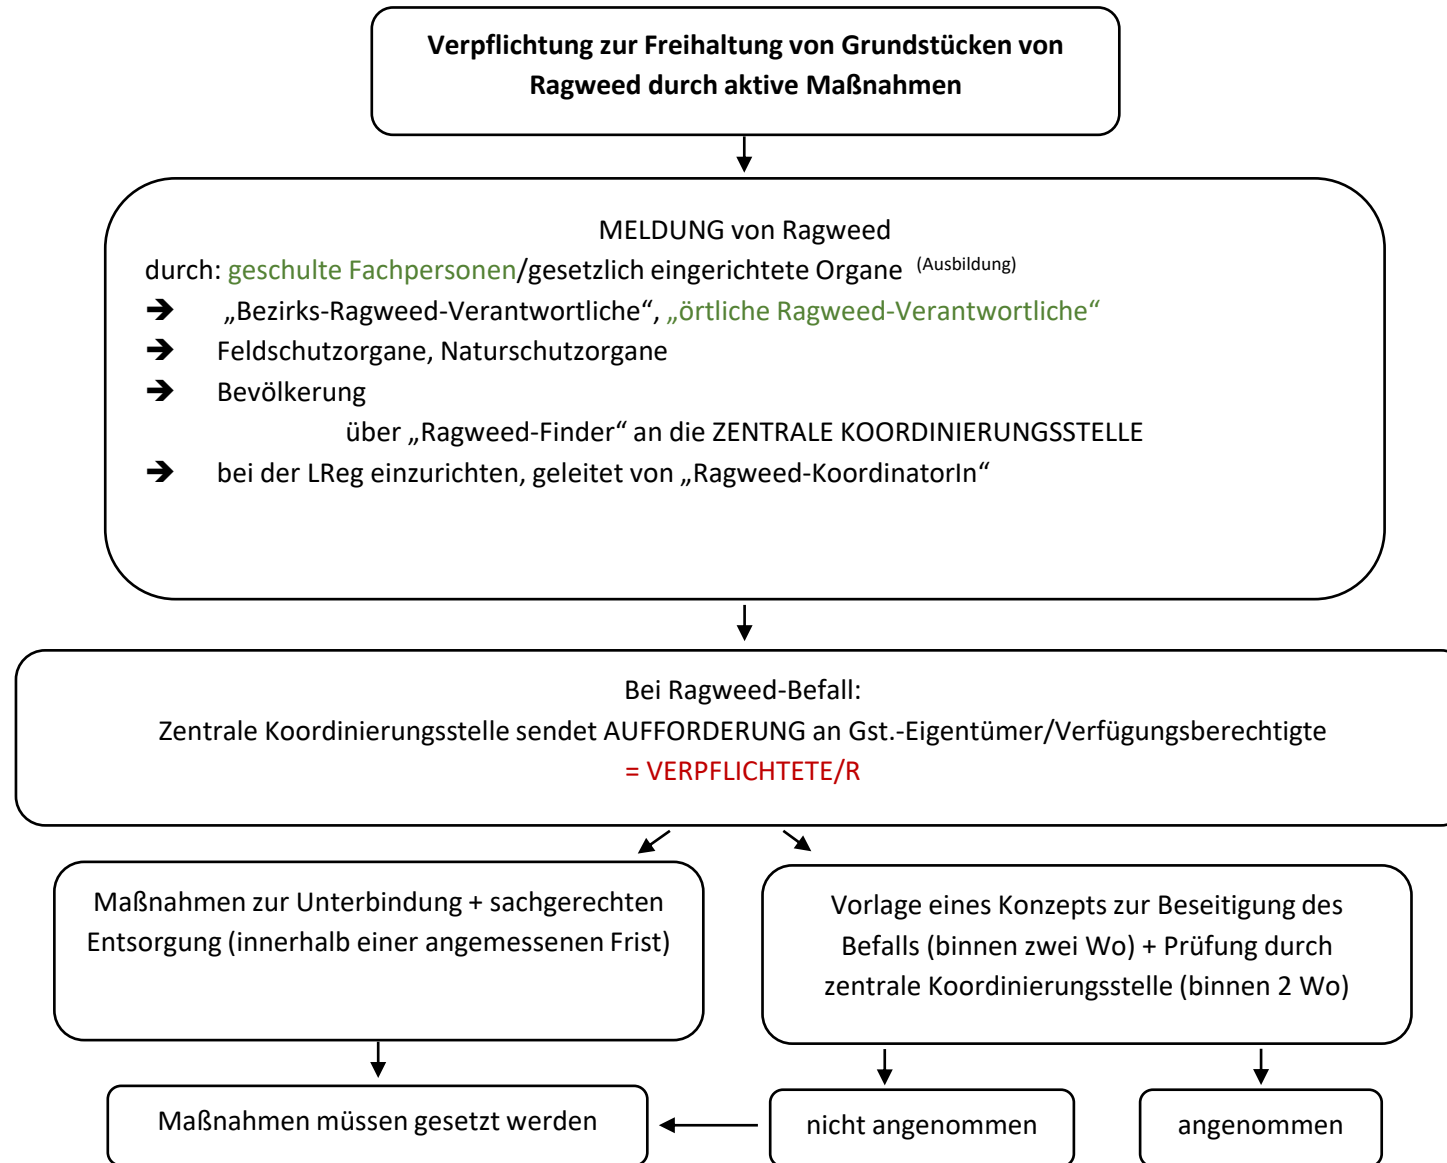 Verpflichtung zur Freihaltung von Grundstücken von
Ragweed durch aktive Maßnahmen
MELDUNG von Ragweed
durch: geschulte Fachpersonen/gesetzlich eingerichtete Organe (Ausbildung)
➔ „Bezirks-Ragweed-Verantwortliche“, „örtliche Ragweed-Verantwortliche“
➔ Feldschutzorgane, Naturschutzorgane
➔ Bevölkerung
über „Ragweed-Finder“ an die ZENTRALE KOORDINIERUNGSSTELLE
➔ bei der LReg einzurichten, geleitet von „Ragweed-KoordinatorIn“
Bei Ragweed-Befall:
Zentrale Koordinierungsstelle sendet AUFFORDERUNG an Gst.-Eigentümer/Verfügungsberechtigte
= VERPFLICHTETE/R
Maßnahmen zur Unterbindung + sachgerechten
Entsorgung (innerhalb einer angemessenen Frist)
Vorlage eines Konzepts zur Beseitigung des
Befalls (binnen zwei Wo) + Prüfung durch
zentrale Koordinierungsstelle (binnen 2 Wo)
Maßnahmen müssen gesetzt werden
nicht angenommen
angenommen